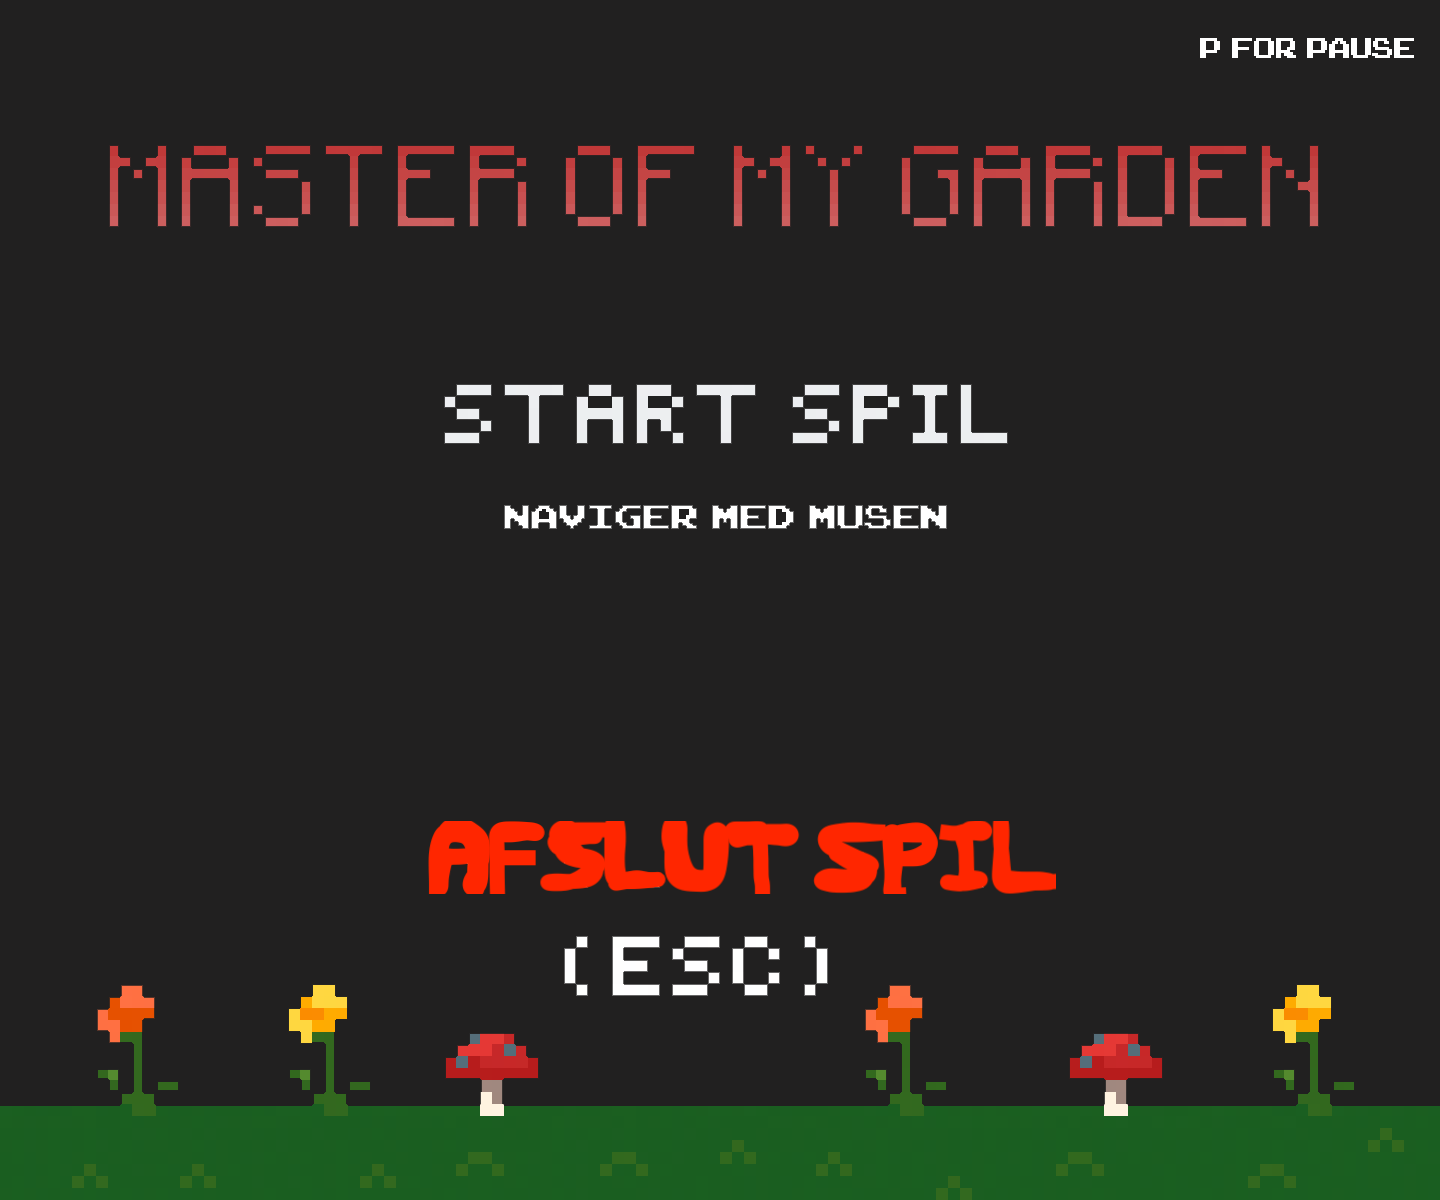 P FOR PAUSE
MASTER OF MY GARDEN
START SPIL
NAVIGER MED MUSEN
AFSLUT SPIL
(ESC)